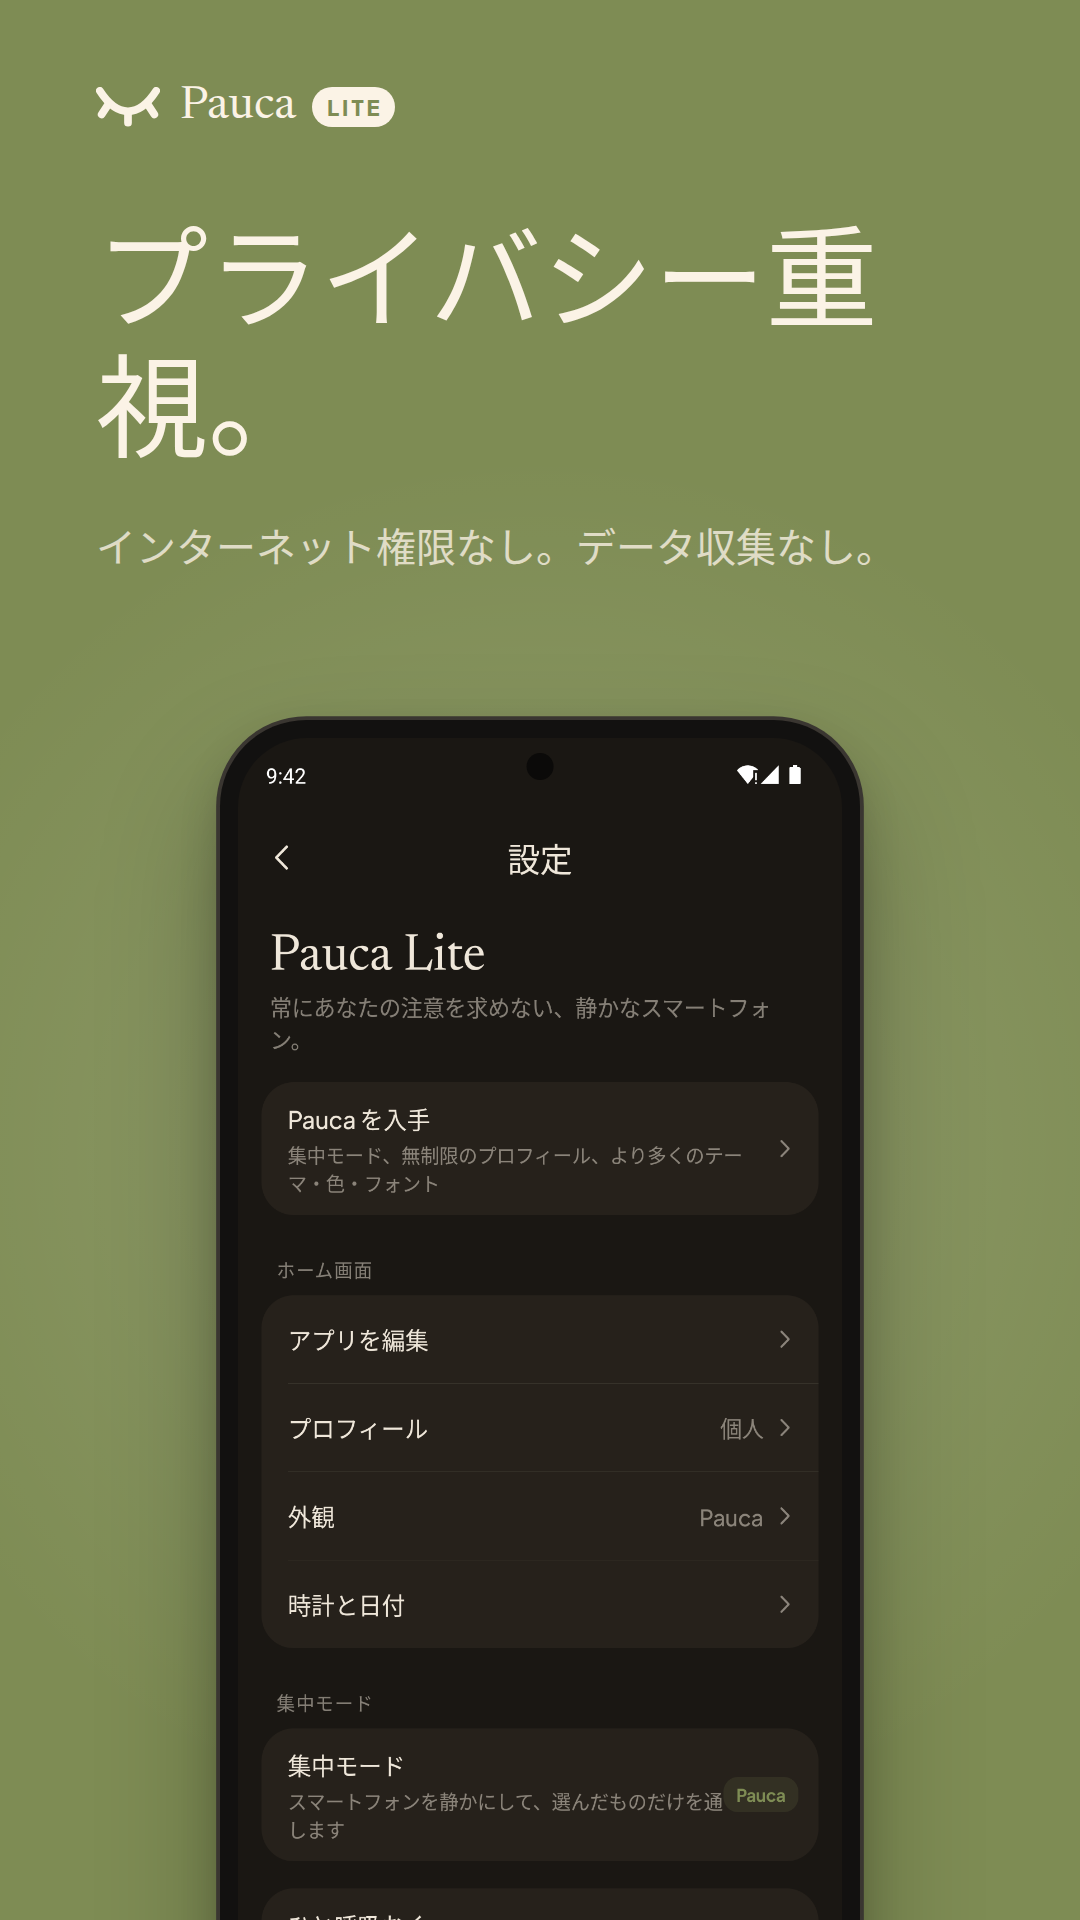 Pauca LITE
プライバシー重
視。
インターネット権限なし。データ収集なし。
9:42
設定
Pauca Lite
常にあなたの注意を求めない、静かなスマートフォ
ン。
Pauca を入手
集中モード、無制限のプロフィール、より多くのテー
マ・色・フォント
ホーム画面
アプリを編集
プロフィール 個人
外観 Pauca
時計と日付
集中モード
集中モード
スマートフォンを静かにして、選んだものだけを通 Pauca
します